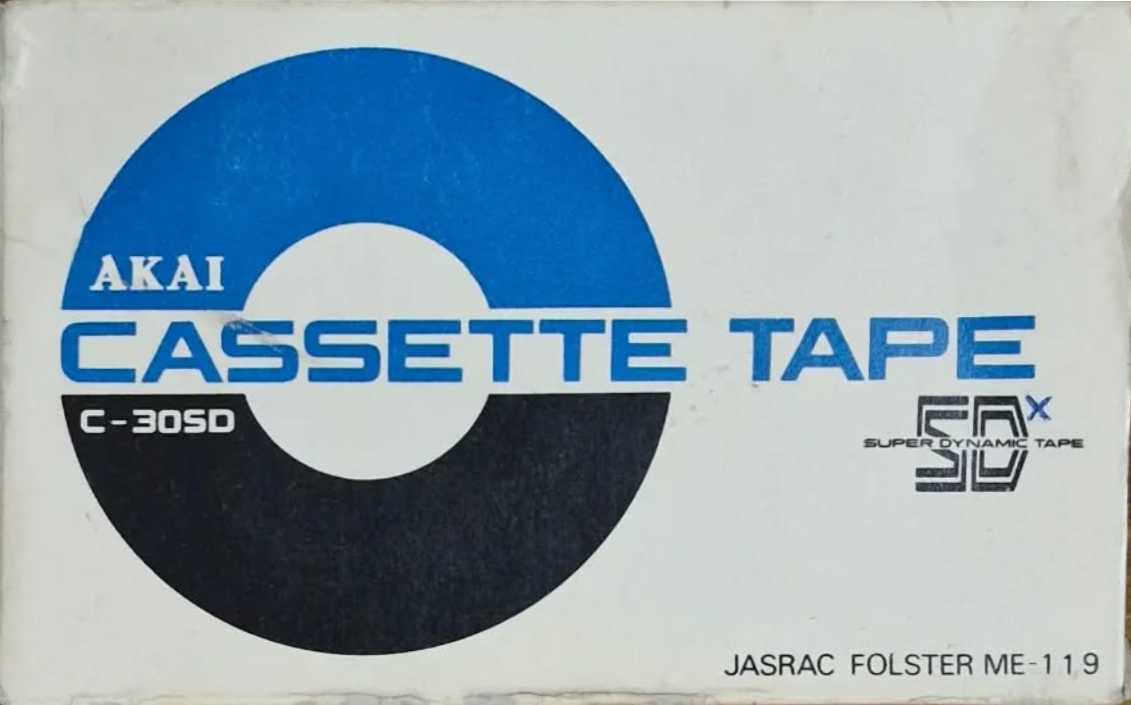 AKAI
CASSETTE TAPE
C-30SD
SD x
SUPER DYNAMIC TAPE
JASRAC FOLSTER ME-119